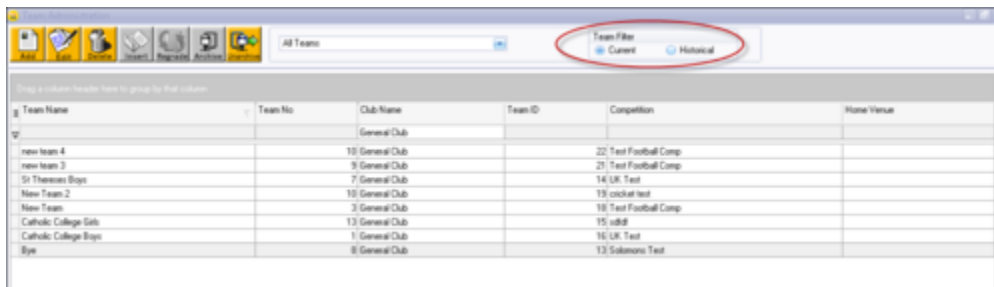 Team Administration
Add Edit Delete Insert Regrade Archive Unarchive
All Teams
Team Filter
Current Historical
Drag a column header here to group by that column
Team Name Team No Club Name Team ID Competition Home Venue
General Club
new team 4 10 General Club 22 Test Football Comp
new team 3 9 General Club 21 Test Football Comp
St Thereses Boys 7 General Club 14 UK Test
New Team 2 10 General Club 19 cricket test
New Team 3 General Club 18 Test Football Comp
Catholic College Girls 13 General Club 15
Catholic College Boys 1 General Club 16 UK Test
Bye 8 General Club 13 Solomons Test